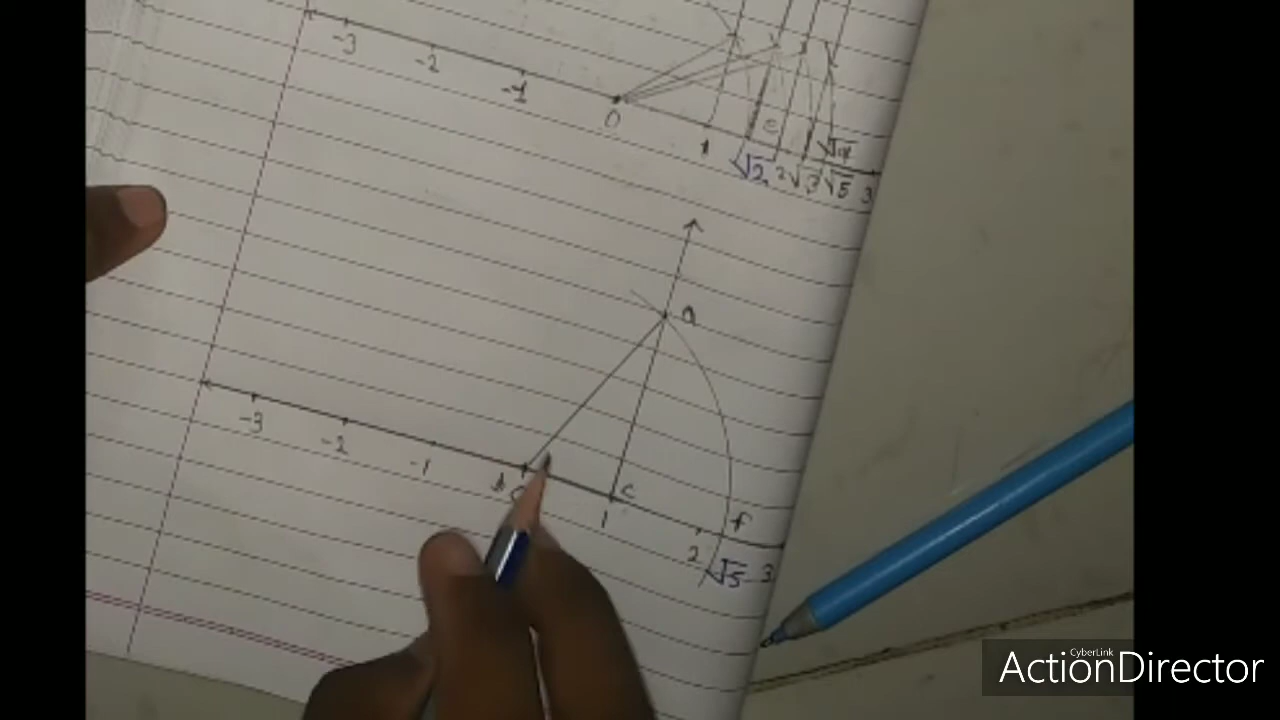 -3 -2 -1 0 1 √2 2 √3 √5 3
c
Q
-3 -2 -1 A 1 c 2 √5 3
CyberLink
ActionDirector